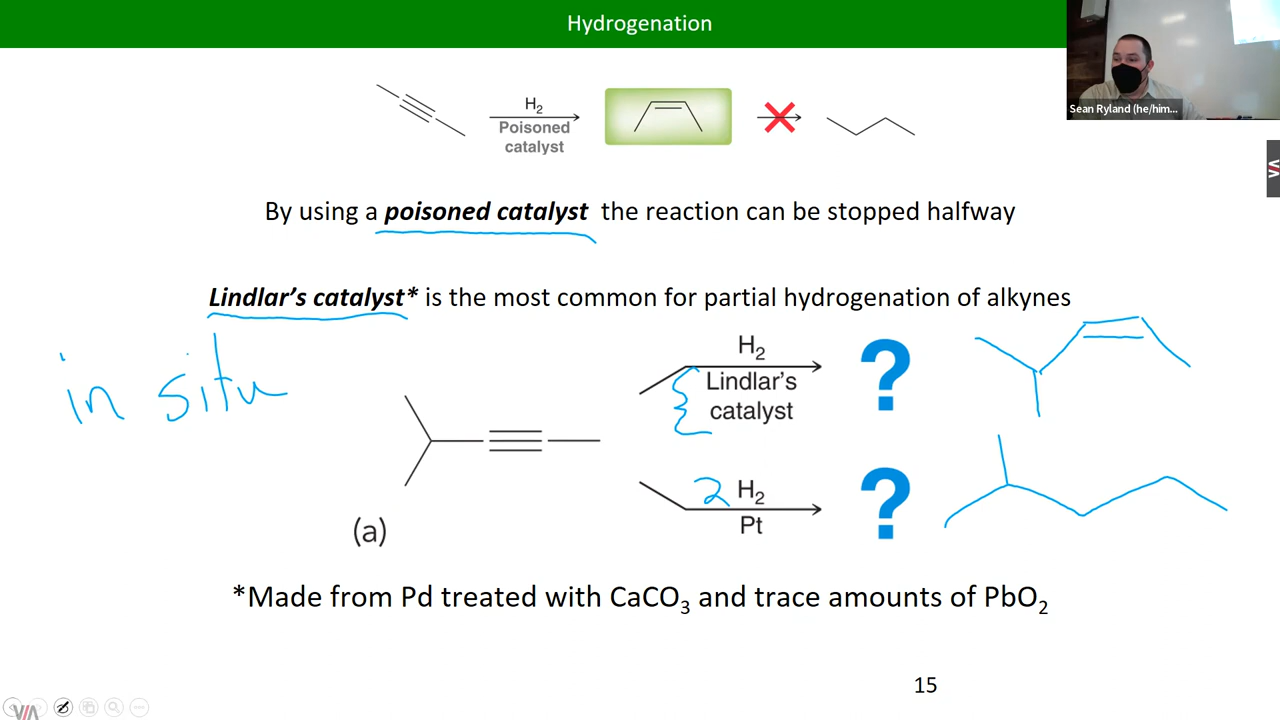 Hydrogenation
Sean Ryland (he/him...
H2
Poisoned
catalyst
By using a poisoned catalyst the reaction can be stopped halfway
Lindlar’s catalyst* is the most common for partial hydrogenation of alkynes
in situ
H2
Lindlar’s
catalyst
?
2 H2
Pt
?
(a)
*Made from Pd treated with CaCO3 and trace amounts of PbO2
15
VIA
VIA